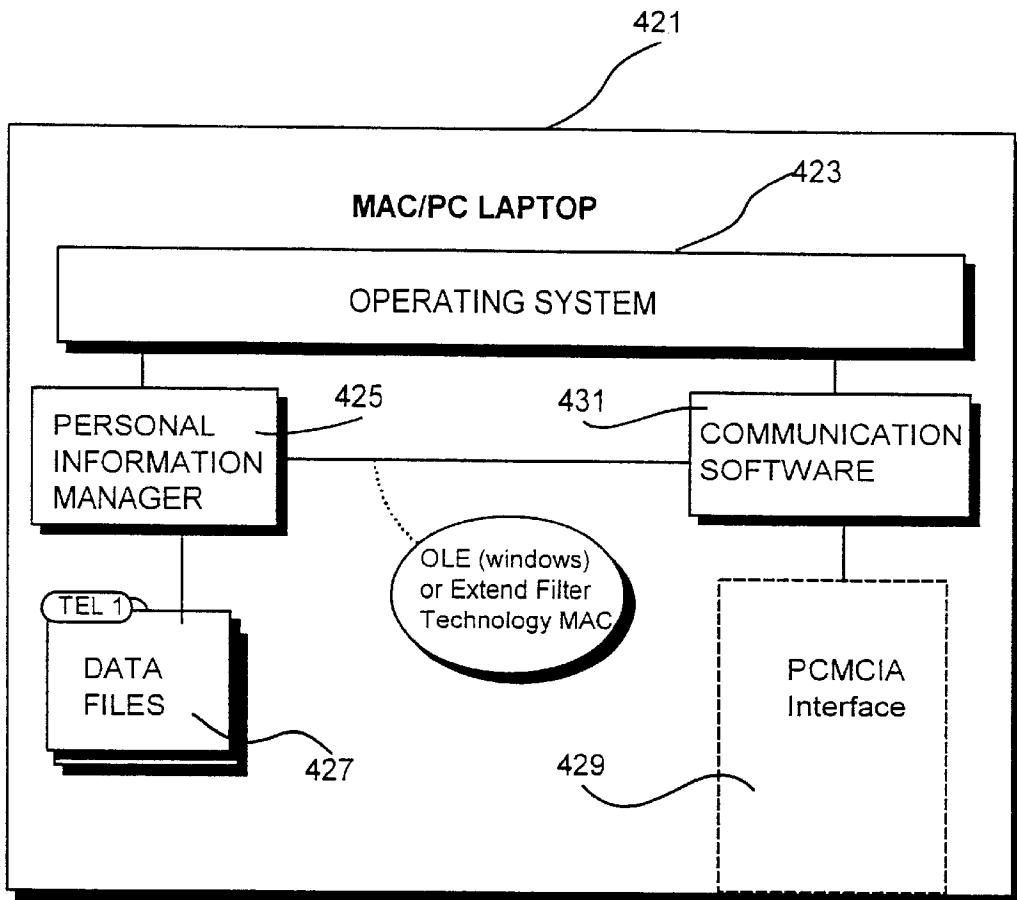 421
423
MAC/PC LAPTOP
OPERATING SYSTEM
425
431
PERSONAL
INFORMATION
MANAGER
COMMUNICATION
SOFTWARE
OLE (windows)
or Extend Filter
Technology MAC
TEL 1
DATA
FILES
427
PCMCIA
Interface
429